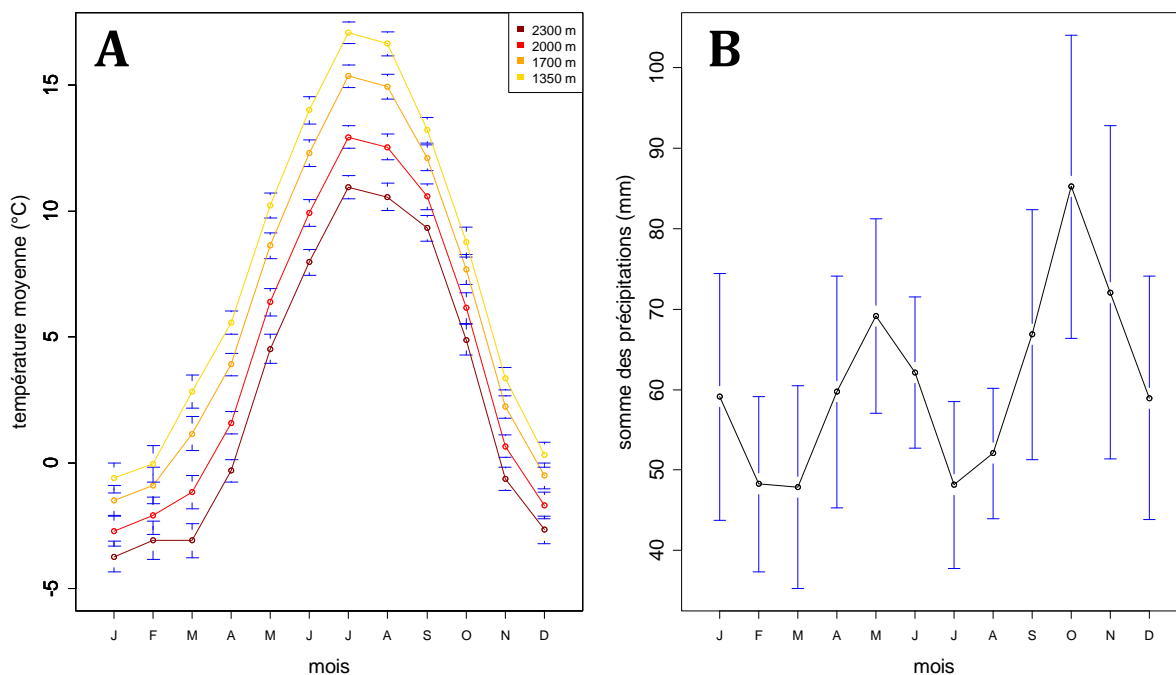 A
2300 m
2000 m
1700 m
1350 m
température moyenne (°C)
15
10
5
0
-5
J F M A M J J A S O N D
mois
B
somme des précipitations (mm)
100
90
80
70
60
50
40
J F M A M J J A S O N D
mois